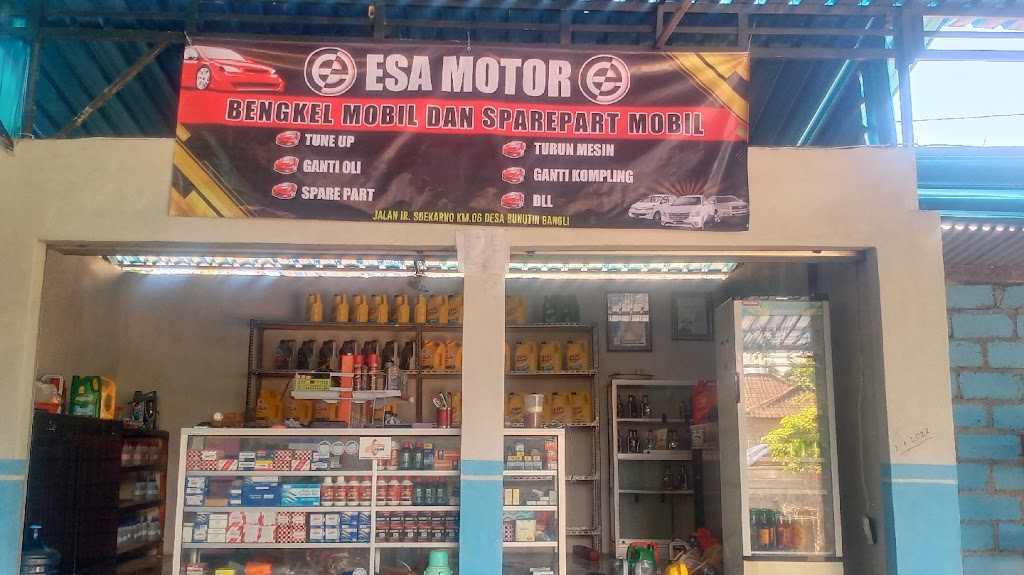 ESA MOTOR
BENGKEL MOBIL DAN SPAREPART MOBIL
TUNE UP
GANTI OLI
SPARE PART
TURUN MESIN
GANTI KOMPLING
DLL
JALAN IR. SOEKARNO KM.06 DESA BUNUTIN BANGLI